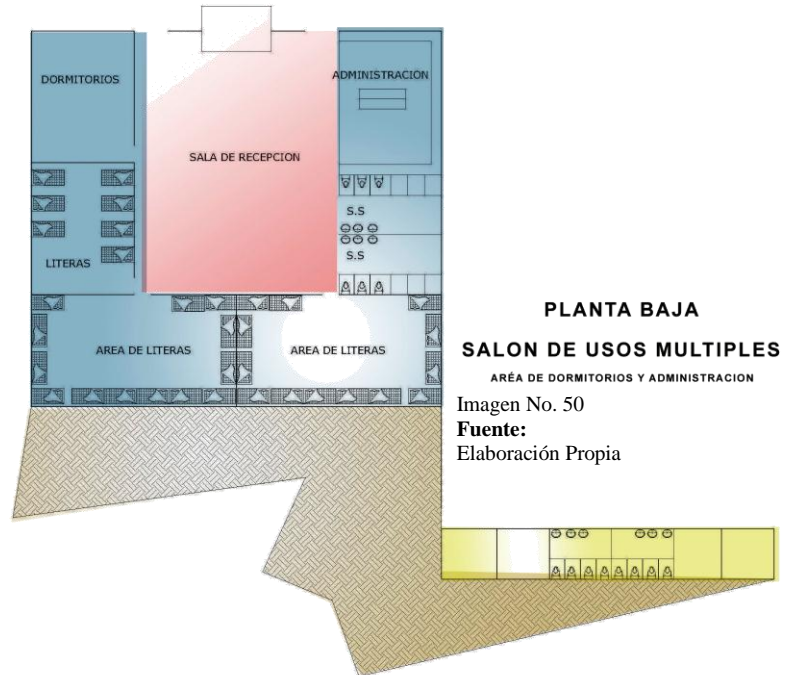 DORMITORIOS
ADMINISTRACIÓN
SALA DE RECEPCION
S.S
S.S
LITERAS
AREA DE LITERAS
AREA DE LITERAS
PLANTA BAJA
SALON DE USOS MULTIPLES
ARÉA DE DORMITORIOS Y ADMINISTRACION
Imagen No. 50
Fuente:
Elaboración Propia